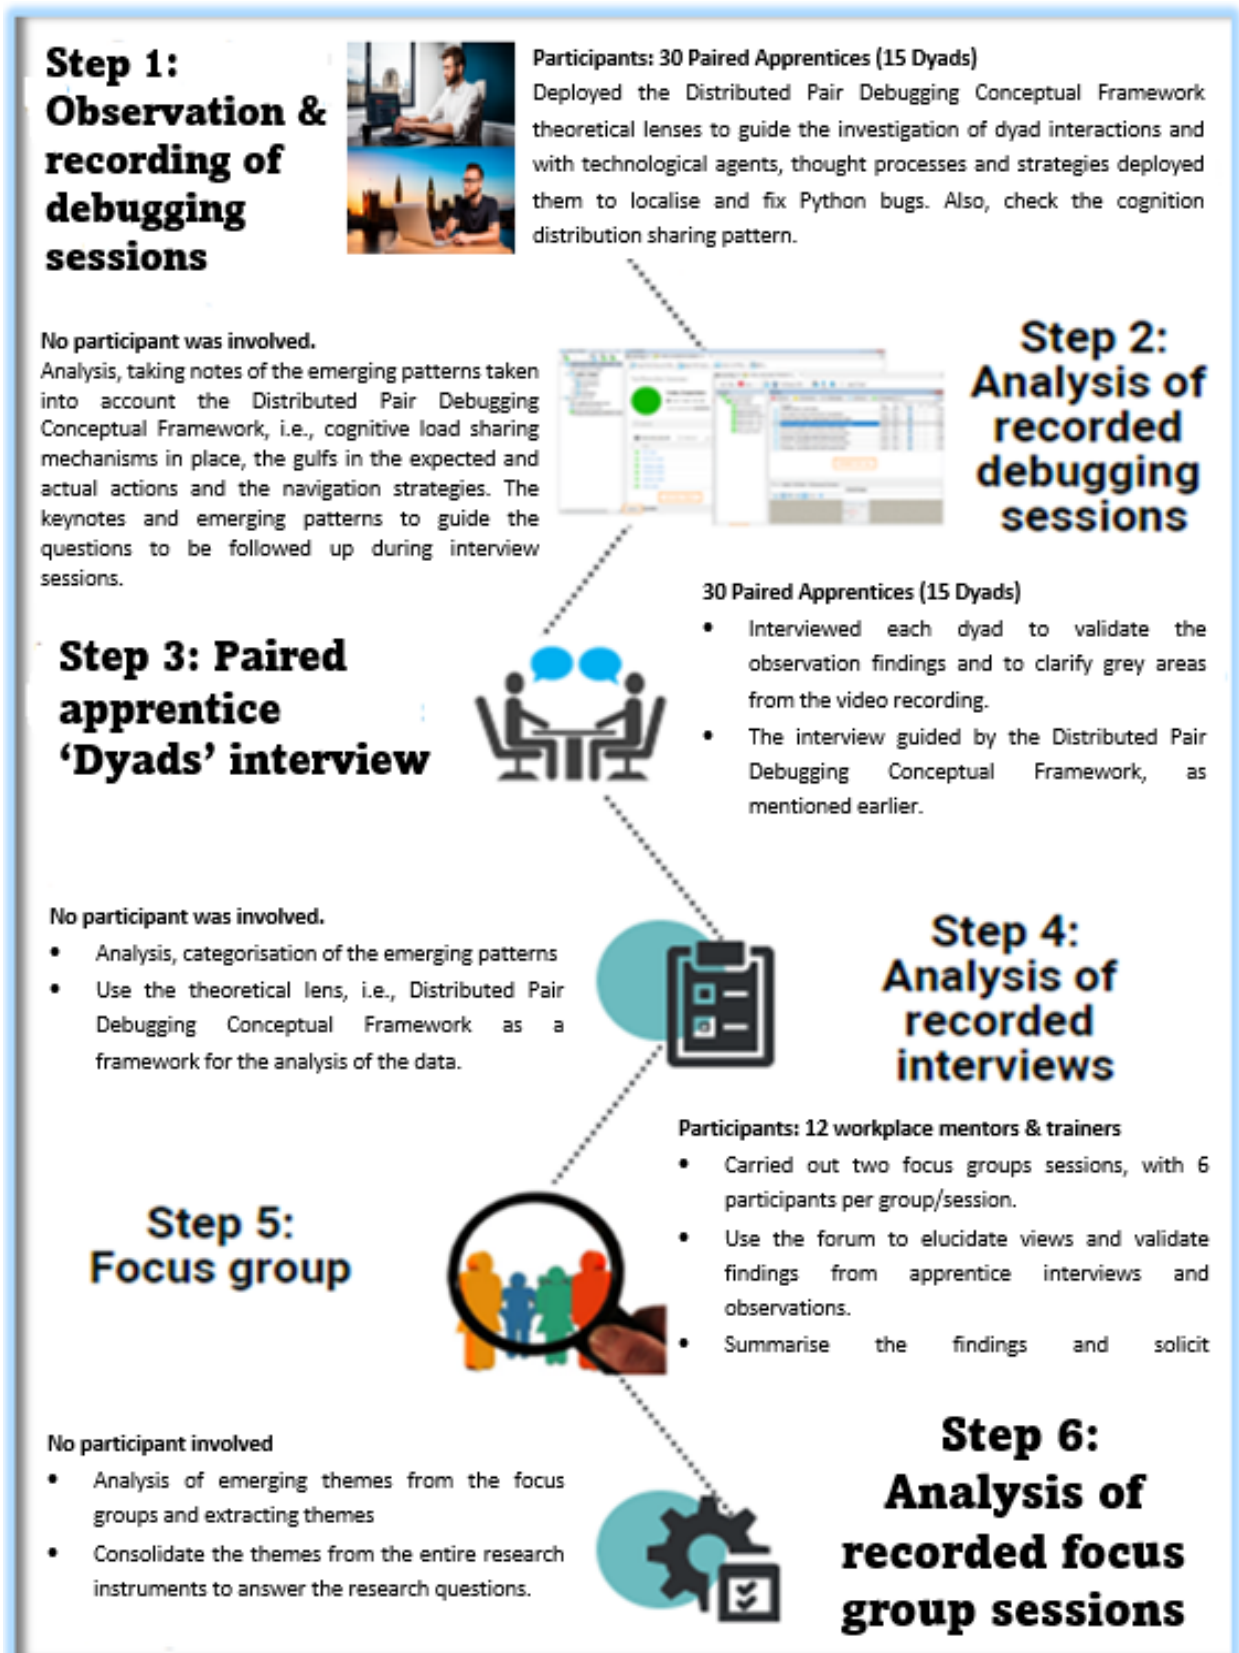 Step 1:
Observation &
recording of
debugging
sessions
Participants: 30 Paired Apprentices (15 Dyads)
Deployed the Distributed Pair Debugging Conceptual Framework
theoretical lenses to guide the investigation of dyad interactions and
with technological agents, thought processes and strategies deployed
them to localise and fix Python bugs. Also, check the cognition
distribution sharing pattern.
No participant was involved.
Analysis, taking notes of the emerging patterns taken
into account the Distributed Pair Debugging
Conceptual Framework, i.e., cognitive load sharing
mechanisms in place, the gulfs in the expected and
actual actions and the navigation strategies. The
keynotes and emerging patterns to guide the
questions to be followed up during interview
sessions.
Step 2:
Analysis of
recorded
debugging
sessions
Step 3: Paired
apprentice
‘Dyads’ interview
30 Paired Apprentices (15 Dyads)
• Interviewed each dyad to validate the
observation findings and to clarify grey areas
from the video recording.
• The interview guided by the Distributed Pair
Debugging Conceptual Framework, as
mentioned earlier.
No participant was involved.
• Analysis, categorisation of the emerging patterns
• Use the theoretical lens, i.e., Distributed Pair
Debugging Conceptual Framework as a
framework for the analysis of the data.
Step 4:
Analysis of
recorded
interviews
Step 5:
Focus group
Participants: 12 workplace mentors & trainers
• Carried out two focus groups sessions, with 6
participants per group/session.
• Use the forum to elucidate views and validate
findings from apprentice interviews and
observations.
• Summarise the findings and solicit
No participant involved
• Analysis of emerging themes from the focus
groups and extracting themes
• Consolidate the themes from the entire research
instruments to answer the research questions.
Step 6:
Analysis of
recorded focus
group sessions